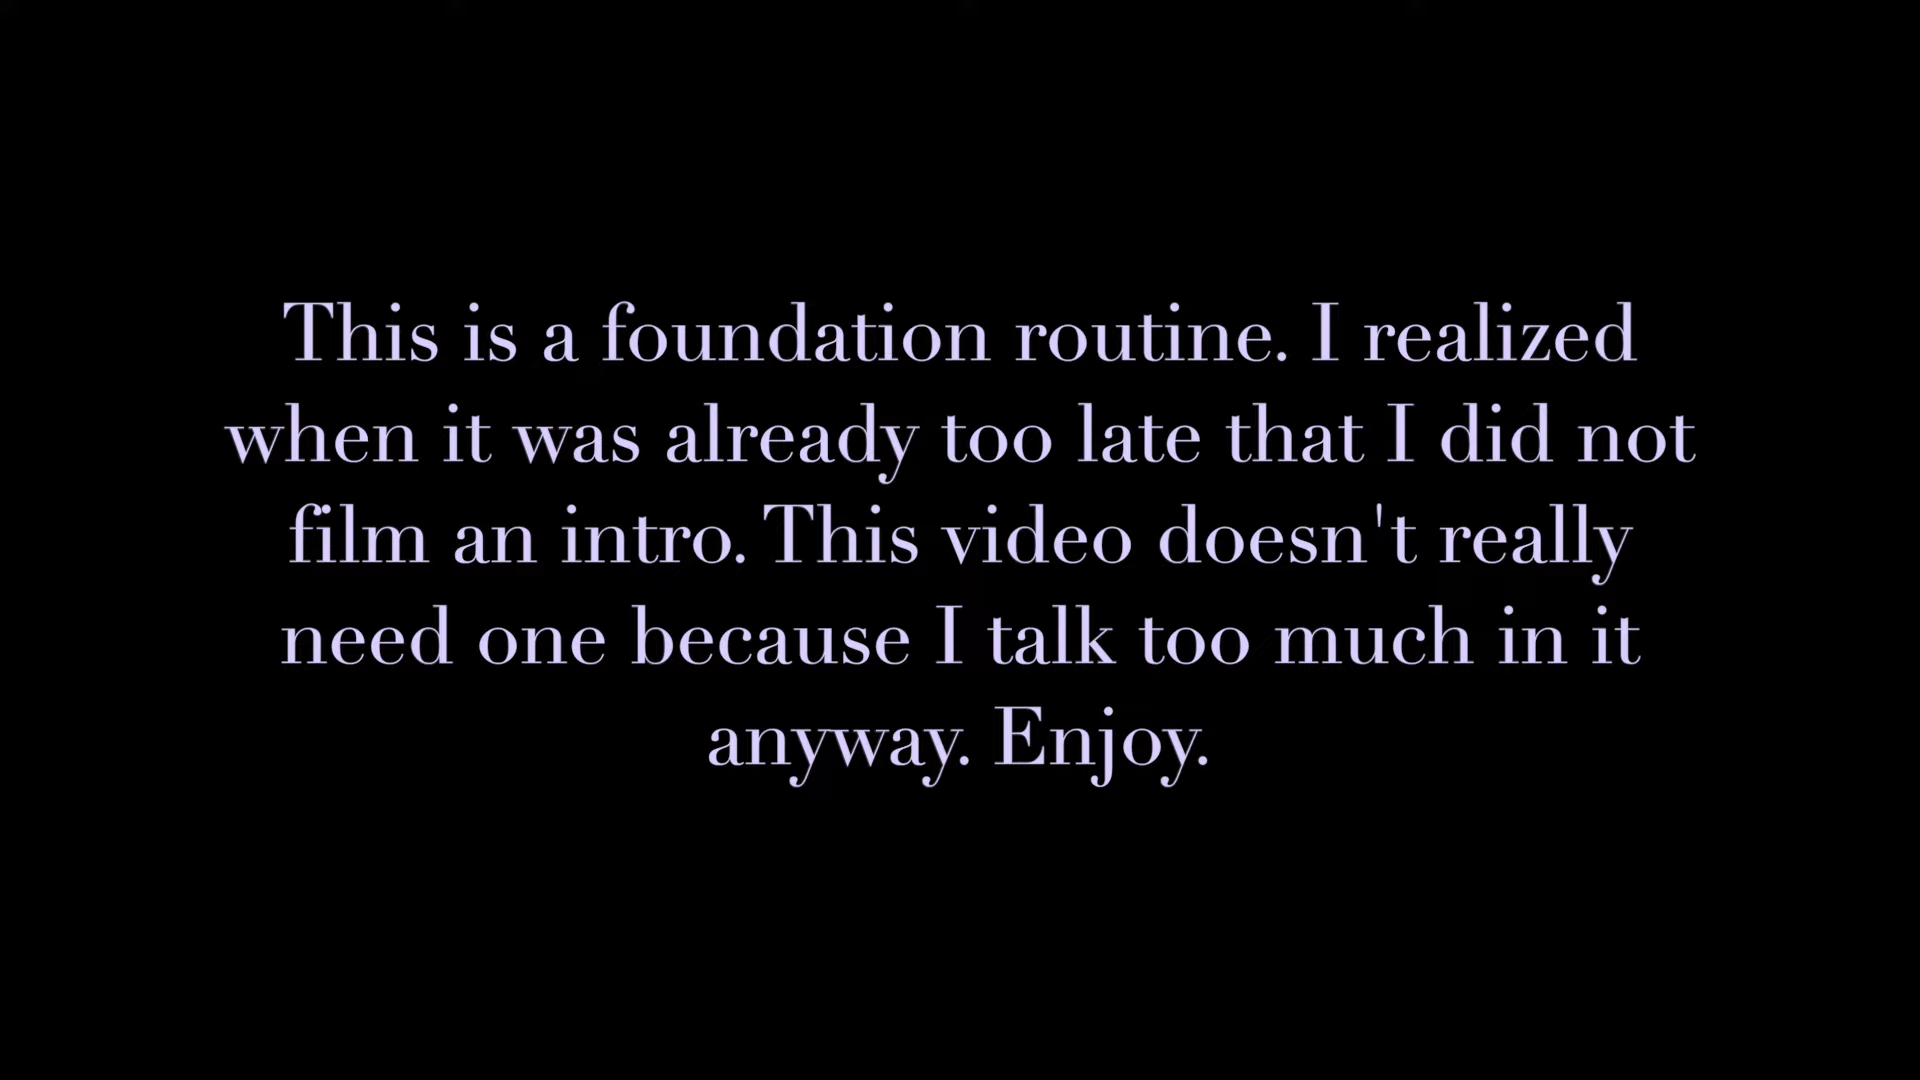 This is a foundation routine. I realized
when it was already too late that I did not
film an intro. This video doesn't really
need one because I talk too much in it
anyway. Enjoy.